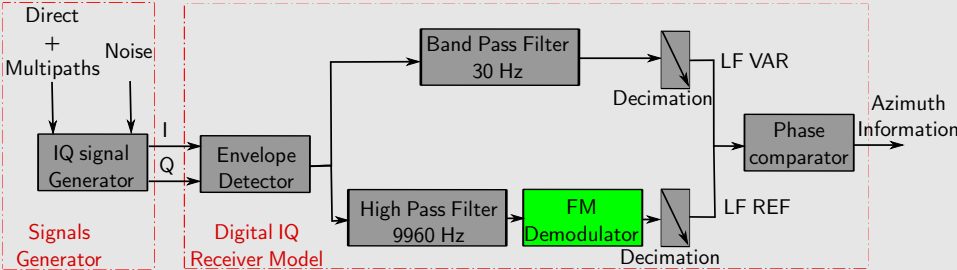 Direct
+
Multipaths
Noise
IQ signal
Generator
I
Q
Signals
Generator
Envelope
Detector
Digital IQ
Receiver Model
Band Pass Filter
30 Hz
Decimation
LF VAR
High Pass Filter
9960 Hz
FM
Demodulator
Decimation
LF REF
Phase
comparator
Azimuth
Information